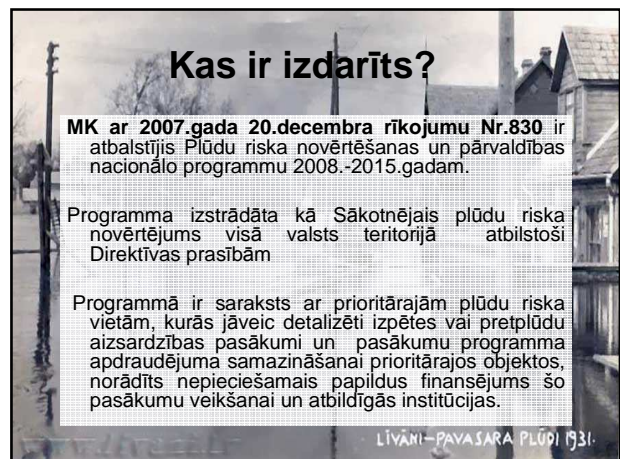 Kas ir izdarīts?
MK ar 2007.gada 20.decembra rīkojumu Nr.830 ir
atbalstījis Plūdu riska novērtēšanas un pārvaldības
nacionālo programmu 2008.-2015.gadam.
Programma izstrādāta kā Sākotnējais plūdu riska
novērtējums visā valsts teritorijā atbilstoši
Direktīvas prasībām
Programmā ir saraksts ar prioritārajām plūdu riska
vietām, kurās jāveic detalizēti izpētes vai pretplūdu
aizsardzības pasākumi un pasākumu programma
apdraudējuma samazināšanai prioritārajos objektos,
norādīts nepieciešamais papildus finansējums šo
pasākumu veikšanai un atbildīgās institūcijas.
LĪVĀNI-PAVASARA PLŪDI 1931.